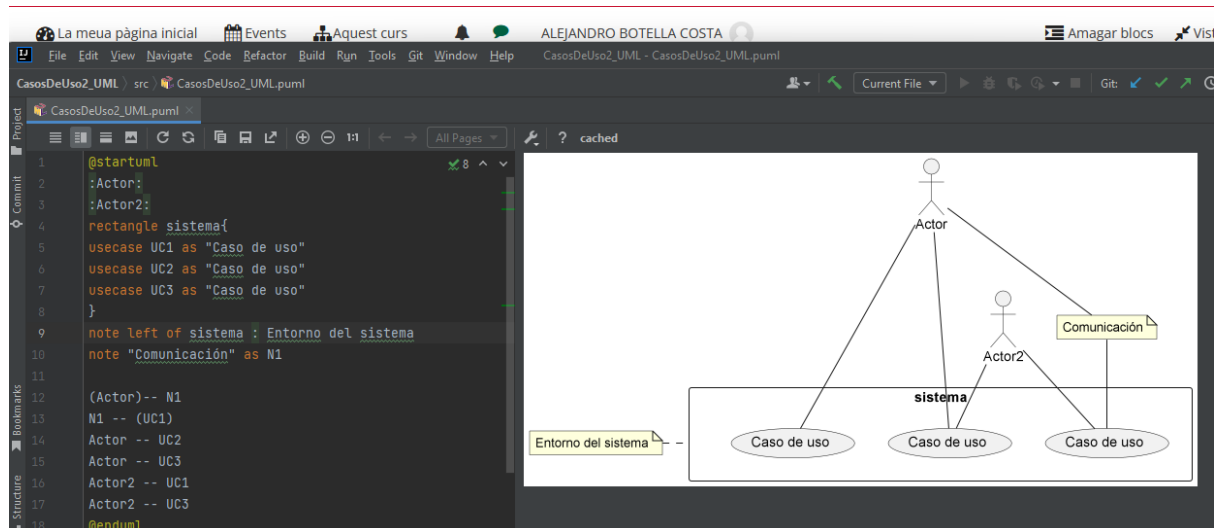 La meua pàgina inicial Events Aquest curs ALEJANDRO BOTELLA COSTA Amagar blocs Vist
IJ File Edit View Navigate Code Refactor Build Run Tools Git Window Help CasosDeUso2_UML - CasosDeUso2_UML.puml
CasosDeUso2_UML src CasosDeUso2_UML.puml Current File Git:
CasosDeUso2_UML.puml
1:1 All Pages ? cached
Project
Commit
Bookmarks
Structure
1 @startuml 8
2 :Actor:
3 :Actor2:
4 rectangle sistema{
5 usecase UC1 as "Caso de uso"
6 usecase UC2 as "Caso de uso"
7 usecase UC3 as "Caso de uso"
8 }
9 note left of sistema : Entorno del sistema
10 note "Comunicación" as N1
11
12 (Actor)-- N1
13 N1 -- (UC1)
14 Actor -- UC2
15 Actor -- UC3
16 Actor2 -- UC1
17 Actor2 -- UC3
18 @enduml
Actor
Comunicación
Actor2
sistema
Entorno del sistema
Caso de uso Caso de uso Caso de uso